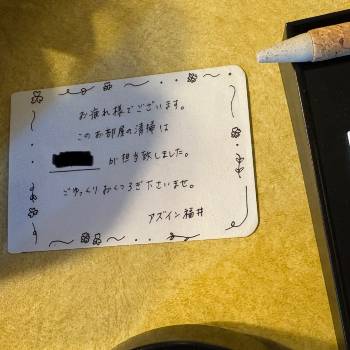 お疲れ様でございます。
このお部屋の清掃は
が担当致しました。
ごゆっくりおくつろぎ下さいませ。
アズイン福井